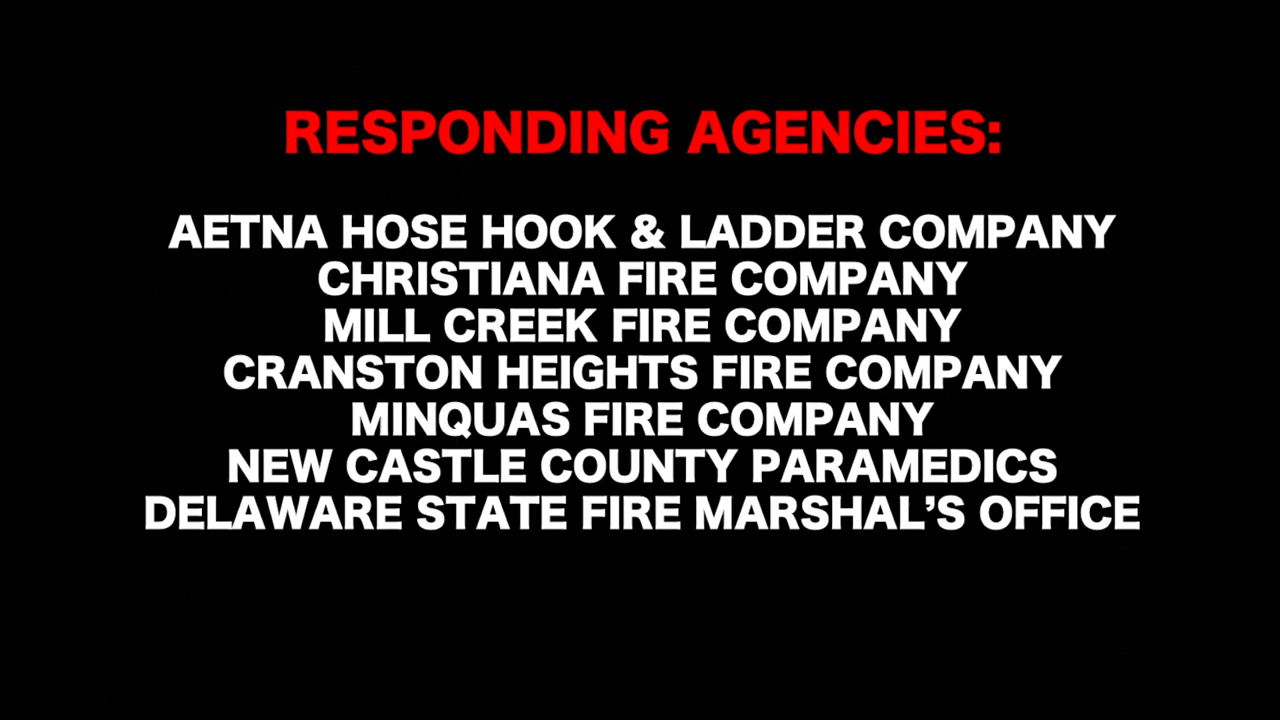 RESPONDING AGENCIES:
AETNA HOSE HOOK & LADDER COMPANY
CHRISTIANA FIRE COMPANY
MILL CREEK FIRE COMPANY
CRANSTON HEIGHTS FIRE COMPANY
MINQUAS FIRE COMPANY
NEW CASTLE COUNTY PARAMEDICS
DELAWARE STATE FIRE MARSHAL’S OFFICE